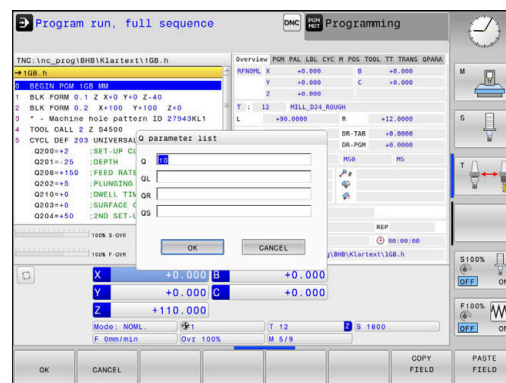 Program run, full sequence
DNC
Programming
TNC:\nc_prog\BHB\Klartext\1GB.h
→1GB.h
0 BEGIN PGM 1GB MM
1 BLK FORM 0.1 Z X+0 Y+0 Z-40
2 BLK FORM 0.2 X+100 Y+100 Z+0
3 * - Machine hole pattern ID 27943KL1
4 TOOL CALL 2 Z S4500
5 CYCL DEF 203 UNIVERSAL
Q200=+2 ;SET-UP CL
Q201=-25 ;DEPTH
Q206=+150 ;FEED RATE
Q202=+5 ;PLUNGING
Q210=+0 ;DWELL TIM
Q203=+0 ;SURFACE C
Q204=+50 ;2ND SET-U
100% S-OVR
100% F-OVR
Overview PGM PAL LBL CYC M POS TOOL TT TRANS QPARA
RFNOML X +0.000 B +0.000
Y +0.000 C +0.000
Z +0.000
T : 12 MILL_D24_ROUGH
L +90.0000 R +12.0000
DR-TAB +0.0000
DR-PGM +0.0000
M50 M5
REP
00:00:00
g\BHB\Klartext\1GB.h
Q parameter list
Q 10
QL
QR
QS
OK CANCEL
X +0.000 B +0.000
Y +0.000 C +0.000
Z +110.000
Mode: NOML. 1 T 12 Z S 1800
F 0mm/min Ovr 100% M 5/9
M
S
T
S100%
OFF ON
F100%
OFF ON
OK CANCEL COPY FIELD PASTE FIELD